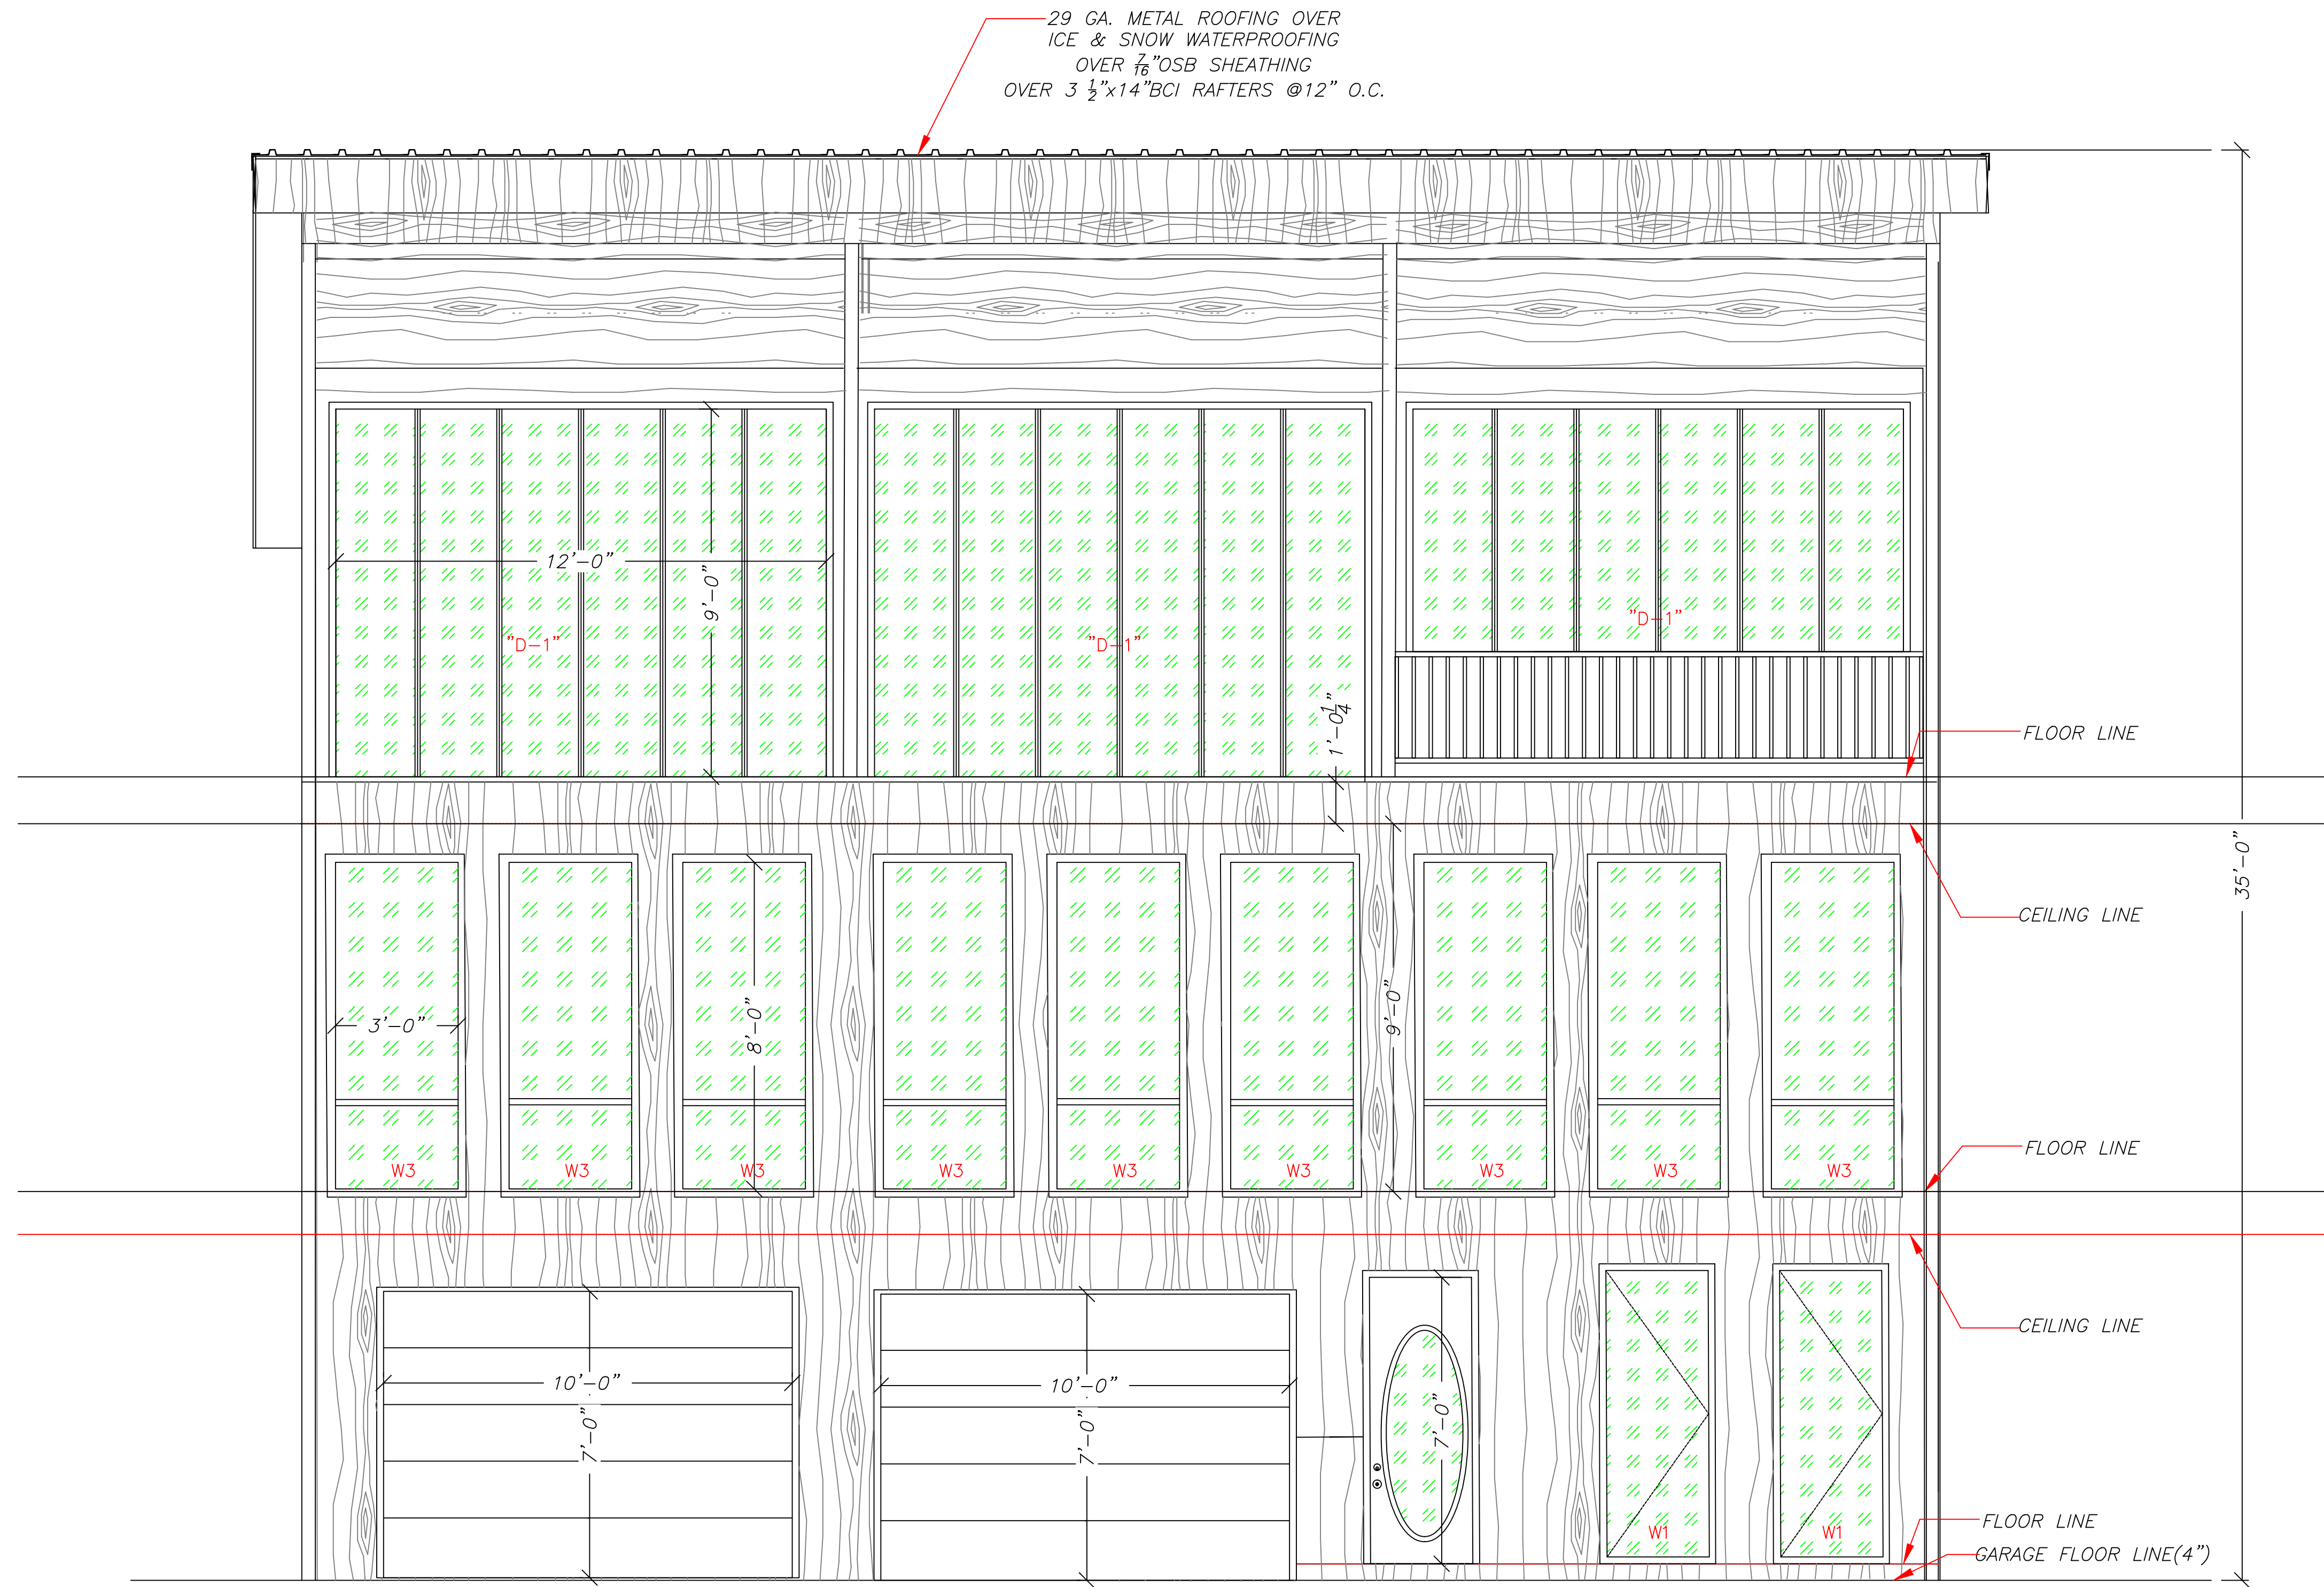 29 GA. METAL ROOFING OVER
ICE & SNOW WATERPROOFING
OVER 7/16"OSB SHEATHING
OVER 3 1/2"x14"BCI RAFTERS @12" O.C.
12'-0"
9'-0"
"D-1"
"D-1"
"D-1"
1'-0 1/4"
FLOOR LINE
35'-0"
CEILING LINE
3'-0"
8'-0"
9'-0"
FLOOR LINE
W3
W3
W3
W3
W3
W3
W3
W3
W3
CEILING LINE
10'-0"
7'-0"
10'-0"
7'-0"
7'-0"
W1
W1
FLOOR LINE
GARAGE FLOOR LINE(4")